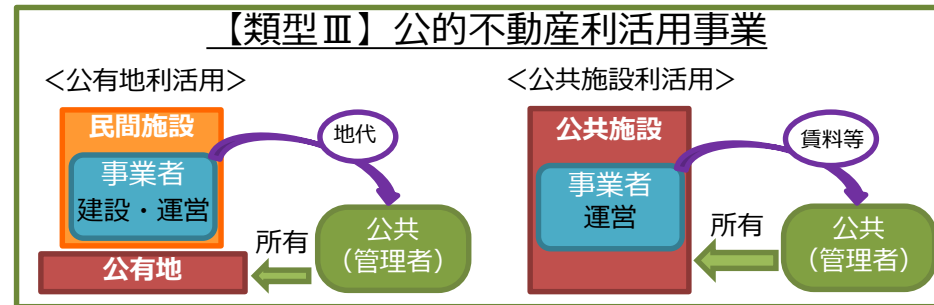 【類型Ⅲ】公的不動産利活用事業
＜公有地利活用＞
民間施設
事業者
建設・運営
地代
公有地
所有
公共
（管理者）
＜公共施設利活用＞
公共施設
事業者
運営
賃料等
所有
公共
（管理者）